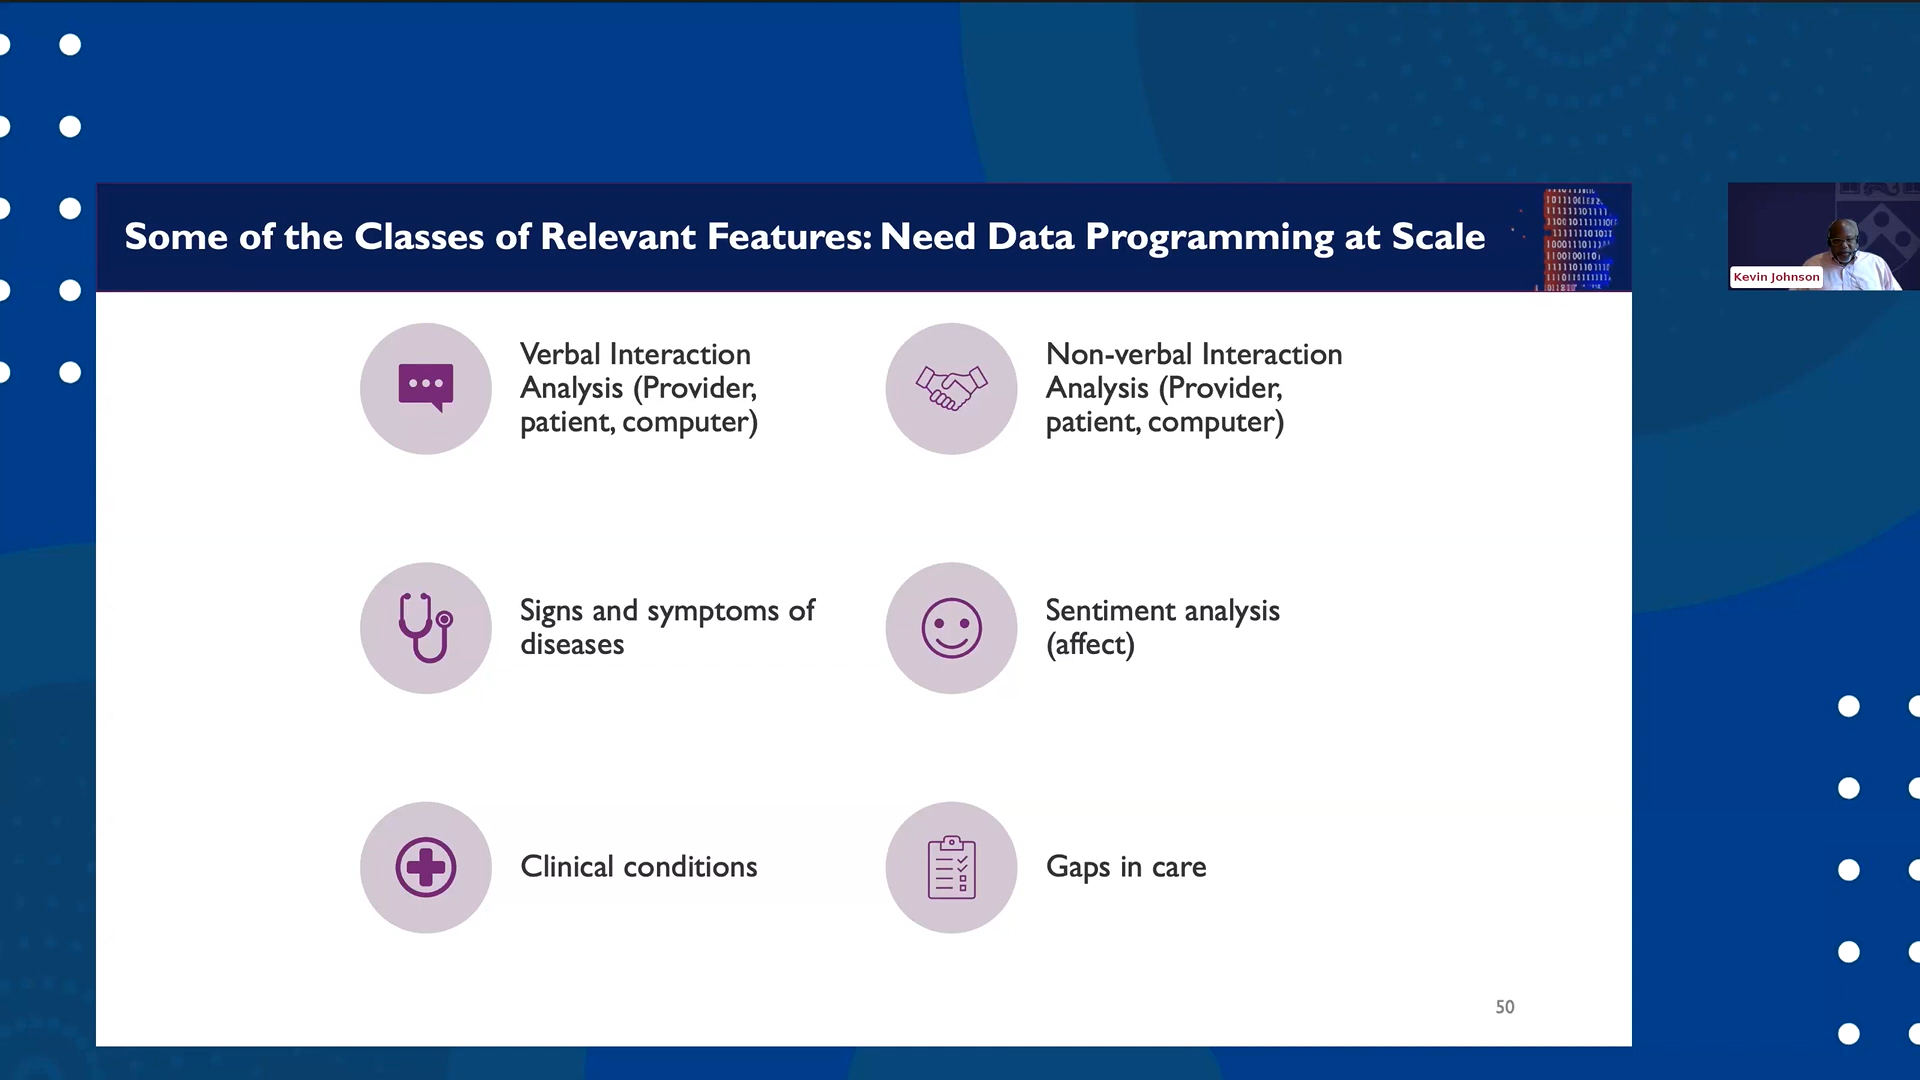 Some of the Classes of Relevant Features: Need Data Programming at Scale
Kevin Johnson
Verbal Interaction
Analysis (Provider,
patient, computer)
Non-verbal Interaction
Analysis (Provider,
patient, computer)
Signs and symptoms of
diseases
Sentiment analysis
(affect)
Clinical conditions
Gaps in care
50